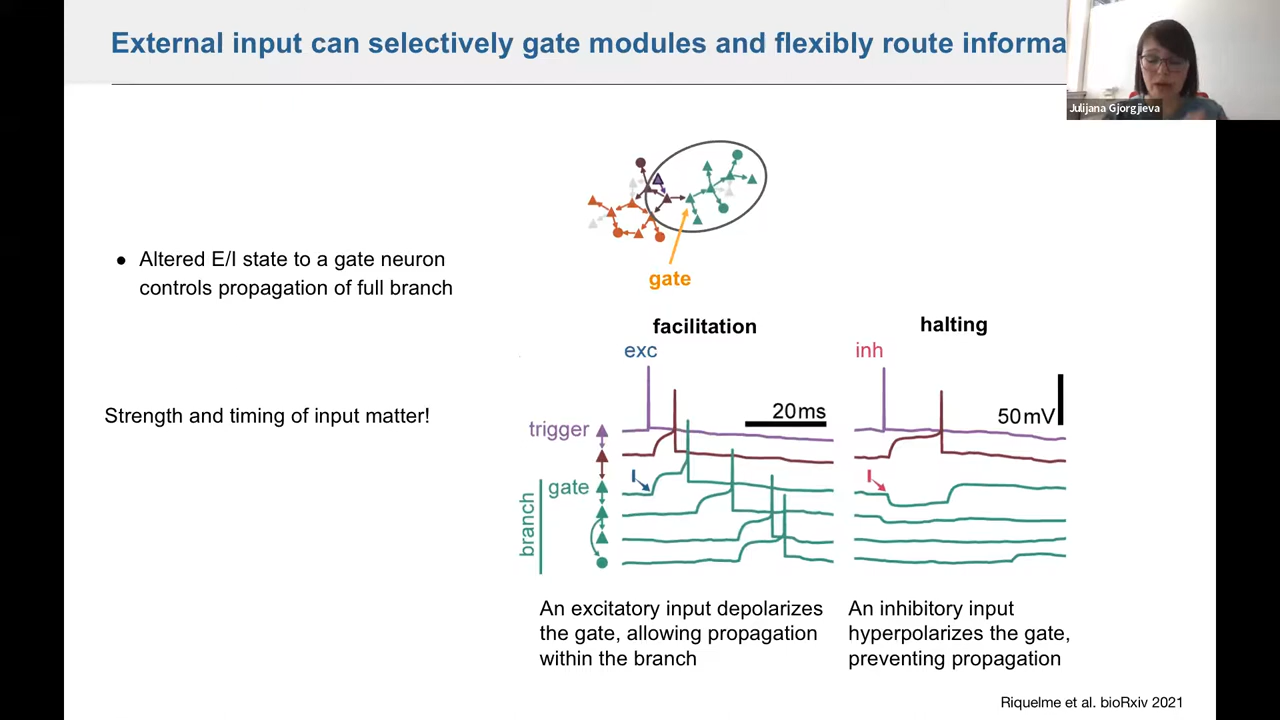 External input can selectively gate modules and flexibly route informa
Julijana Gjorgjieva
● Altered E/I state to a gate neuron
controls propagation of full branch
Strength and timing of input matter!
gate
facilitation
halting
exc
inh
20ms
50mV
trigger
I
I
gate
branch
An excitatory input depolarizes
the gate, allowing propagation
within the branch
An inhibitory input
hyperpolarizes the gate,
preventing propagation
Riquelme et al. bioRxiv 2021